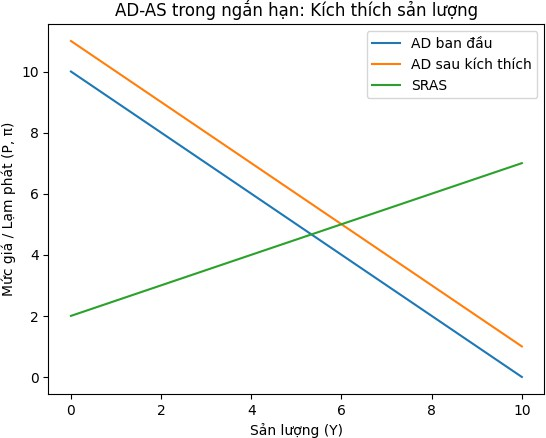 AD-AS trong ngắn hạn: Kích thích sản lượng
AD ban đầu
AD sau kích thích
SRAS
Mức giá / Lạm phát (P, π)
10
8
6
4
2
0
0
2
4
6
8
10
Sản lượng (Y)